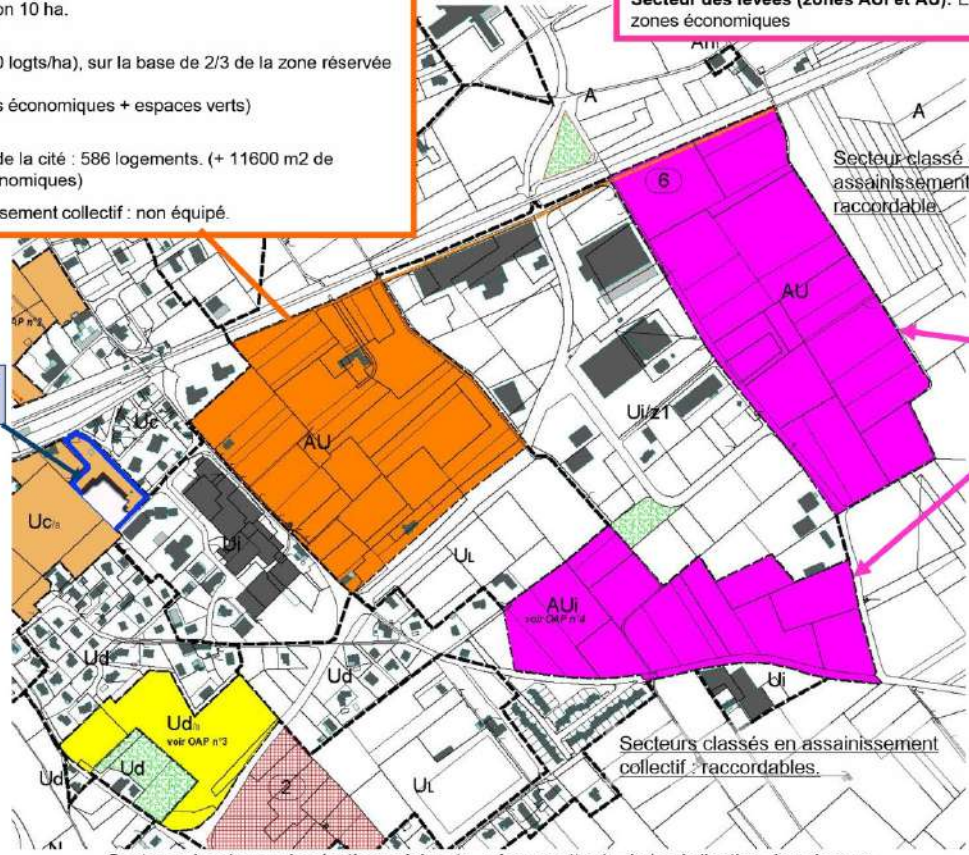 on 10 ha.
logts/ha), sur la base de 2/3 de la zone réservée
s économiques + espaces verts)
de la cité : 586 logements. (+ 11600 m2 de
nomiques)
sement collectif : non équipé.
Secteur des levées (zones AUi et AU):
zones économiques
A
A
Secteur classé
assainissement
raccordable.
6
AU
Ui/z1
Uc
AU
Uc/s
Ui
UL
AUi
voir OAP n°4
Ud
Ud
Ui
Ud/s
voir OAP n°3
Ud
Ud
2
UL
Secteurs classés en assainissement
collectif : raccordables.